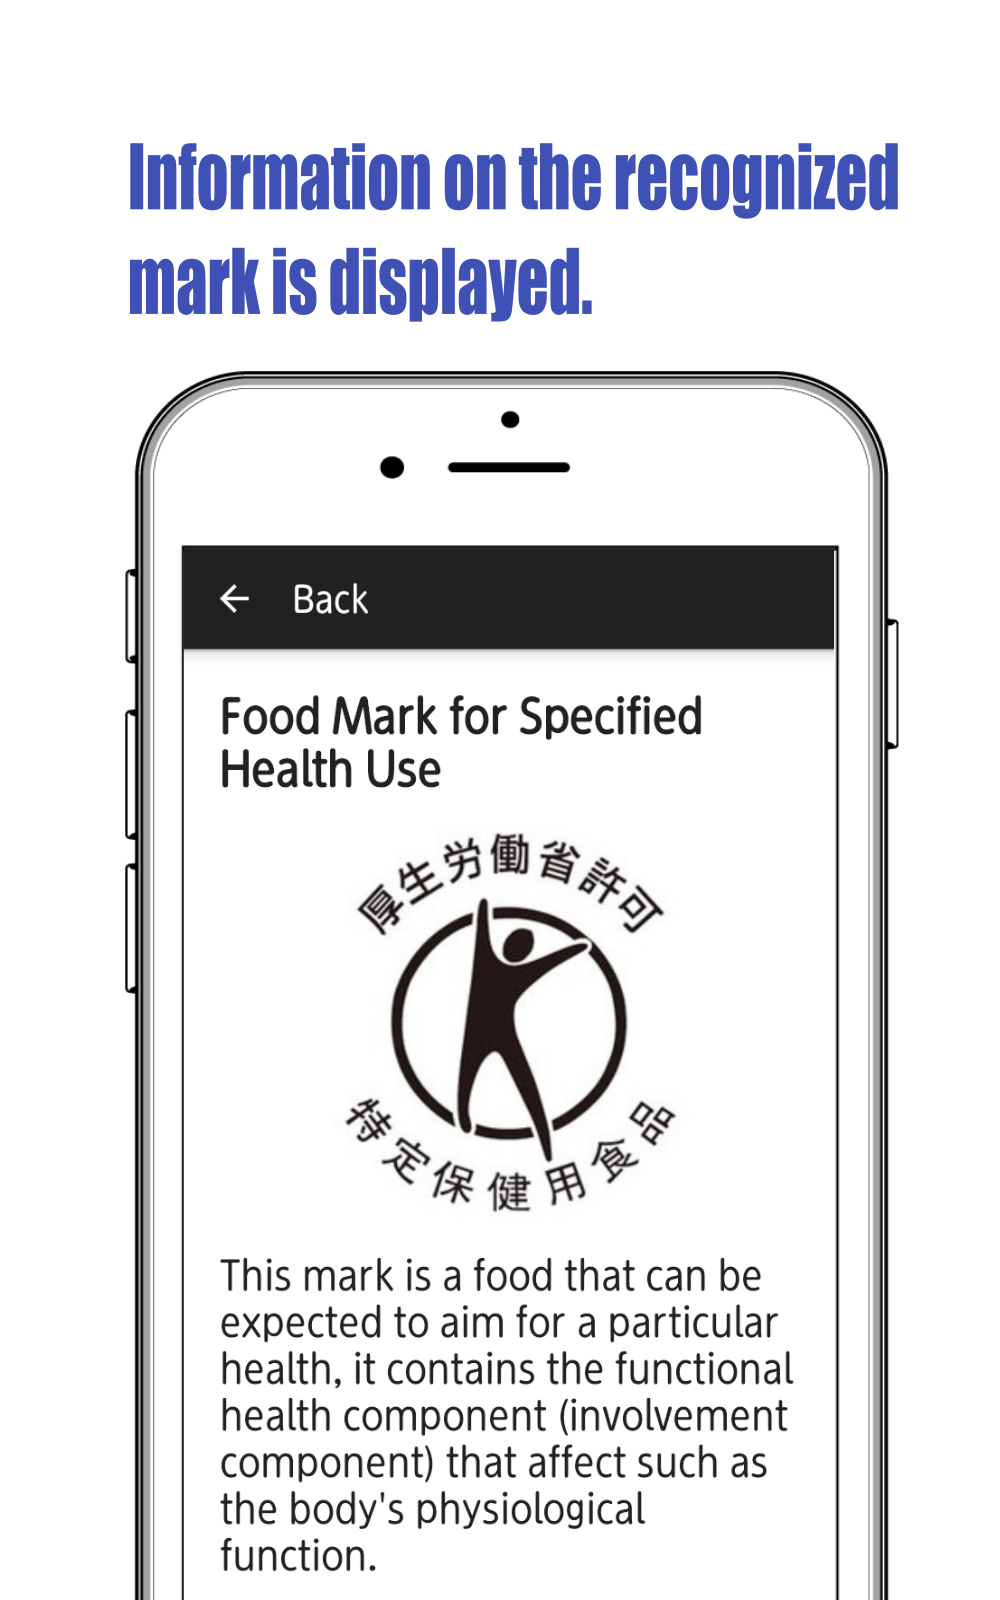 Information on the recognized
mark is displayed.
Back
Food Mark for Specified
Health Use
厚生労働省許可
特定保健用食品
This mark is a food that can be
expected to aim for a particular
health, it contains the functional
health component (involvement
component) that affect such as
the body's physiological
function.